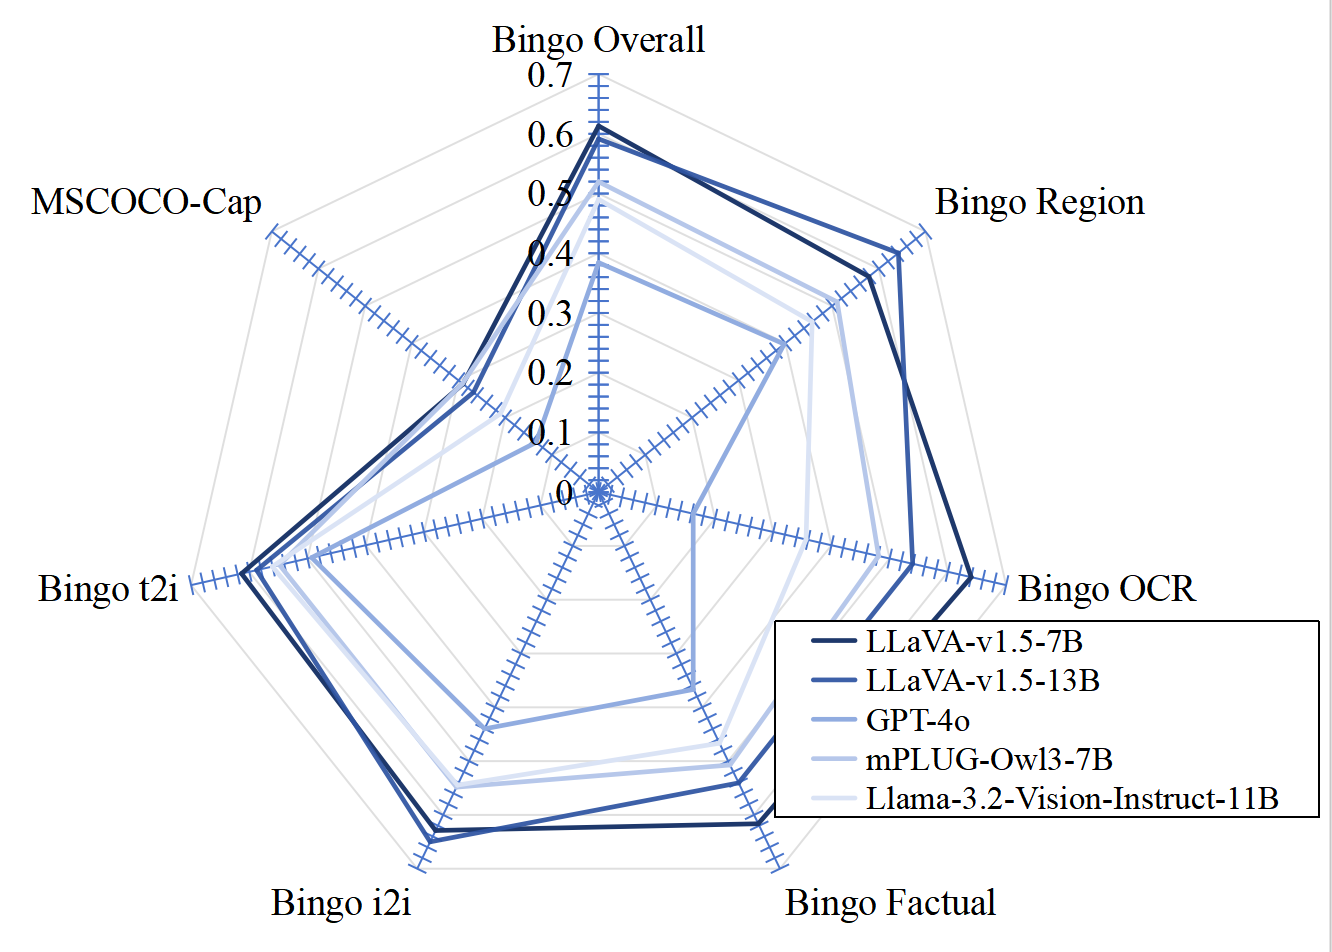 Bingo Overall
0.7
0.6
0.5
0.4
0.3
0.2
0.1
0
MSCOCO-Cap
Bingo Region
Bingo t2i
Bingo OCR
LLaVA-v1.5-7B
LLaVA-v1.5-13B
GPT-4o
mPLUG-Owl3-7B
Llama-3.2-Vision-Instruct-11B
Bingo i2i
Bingo Factual